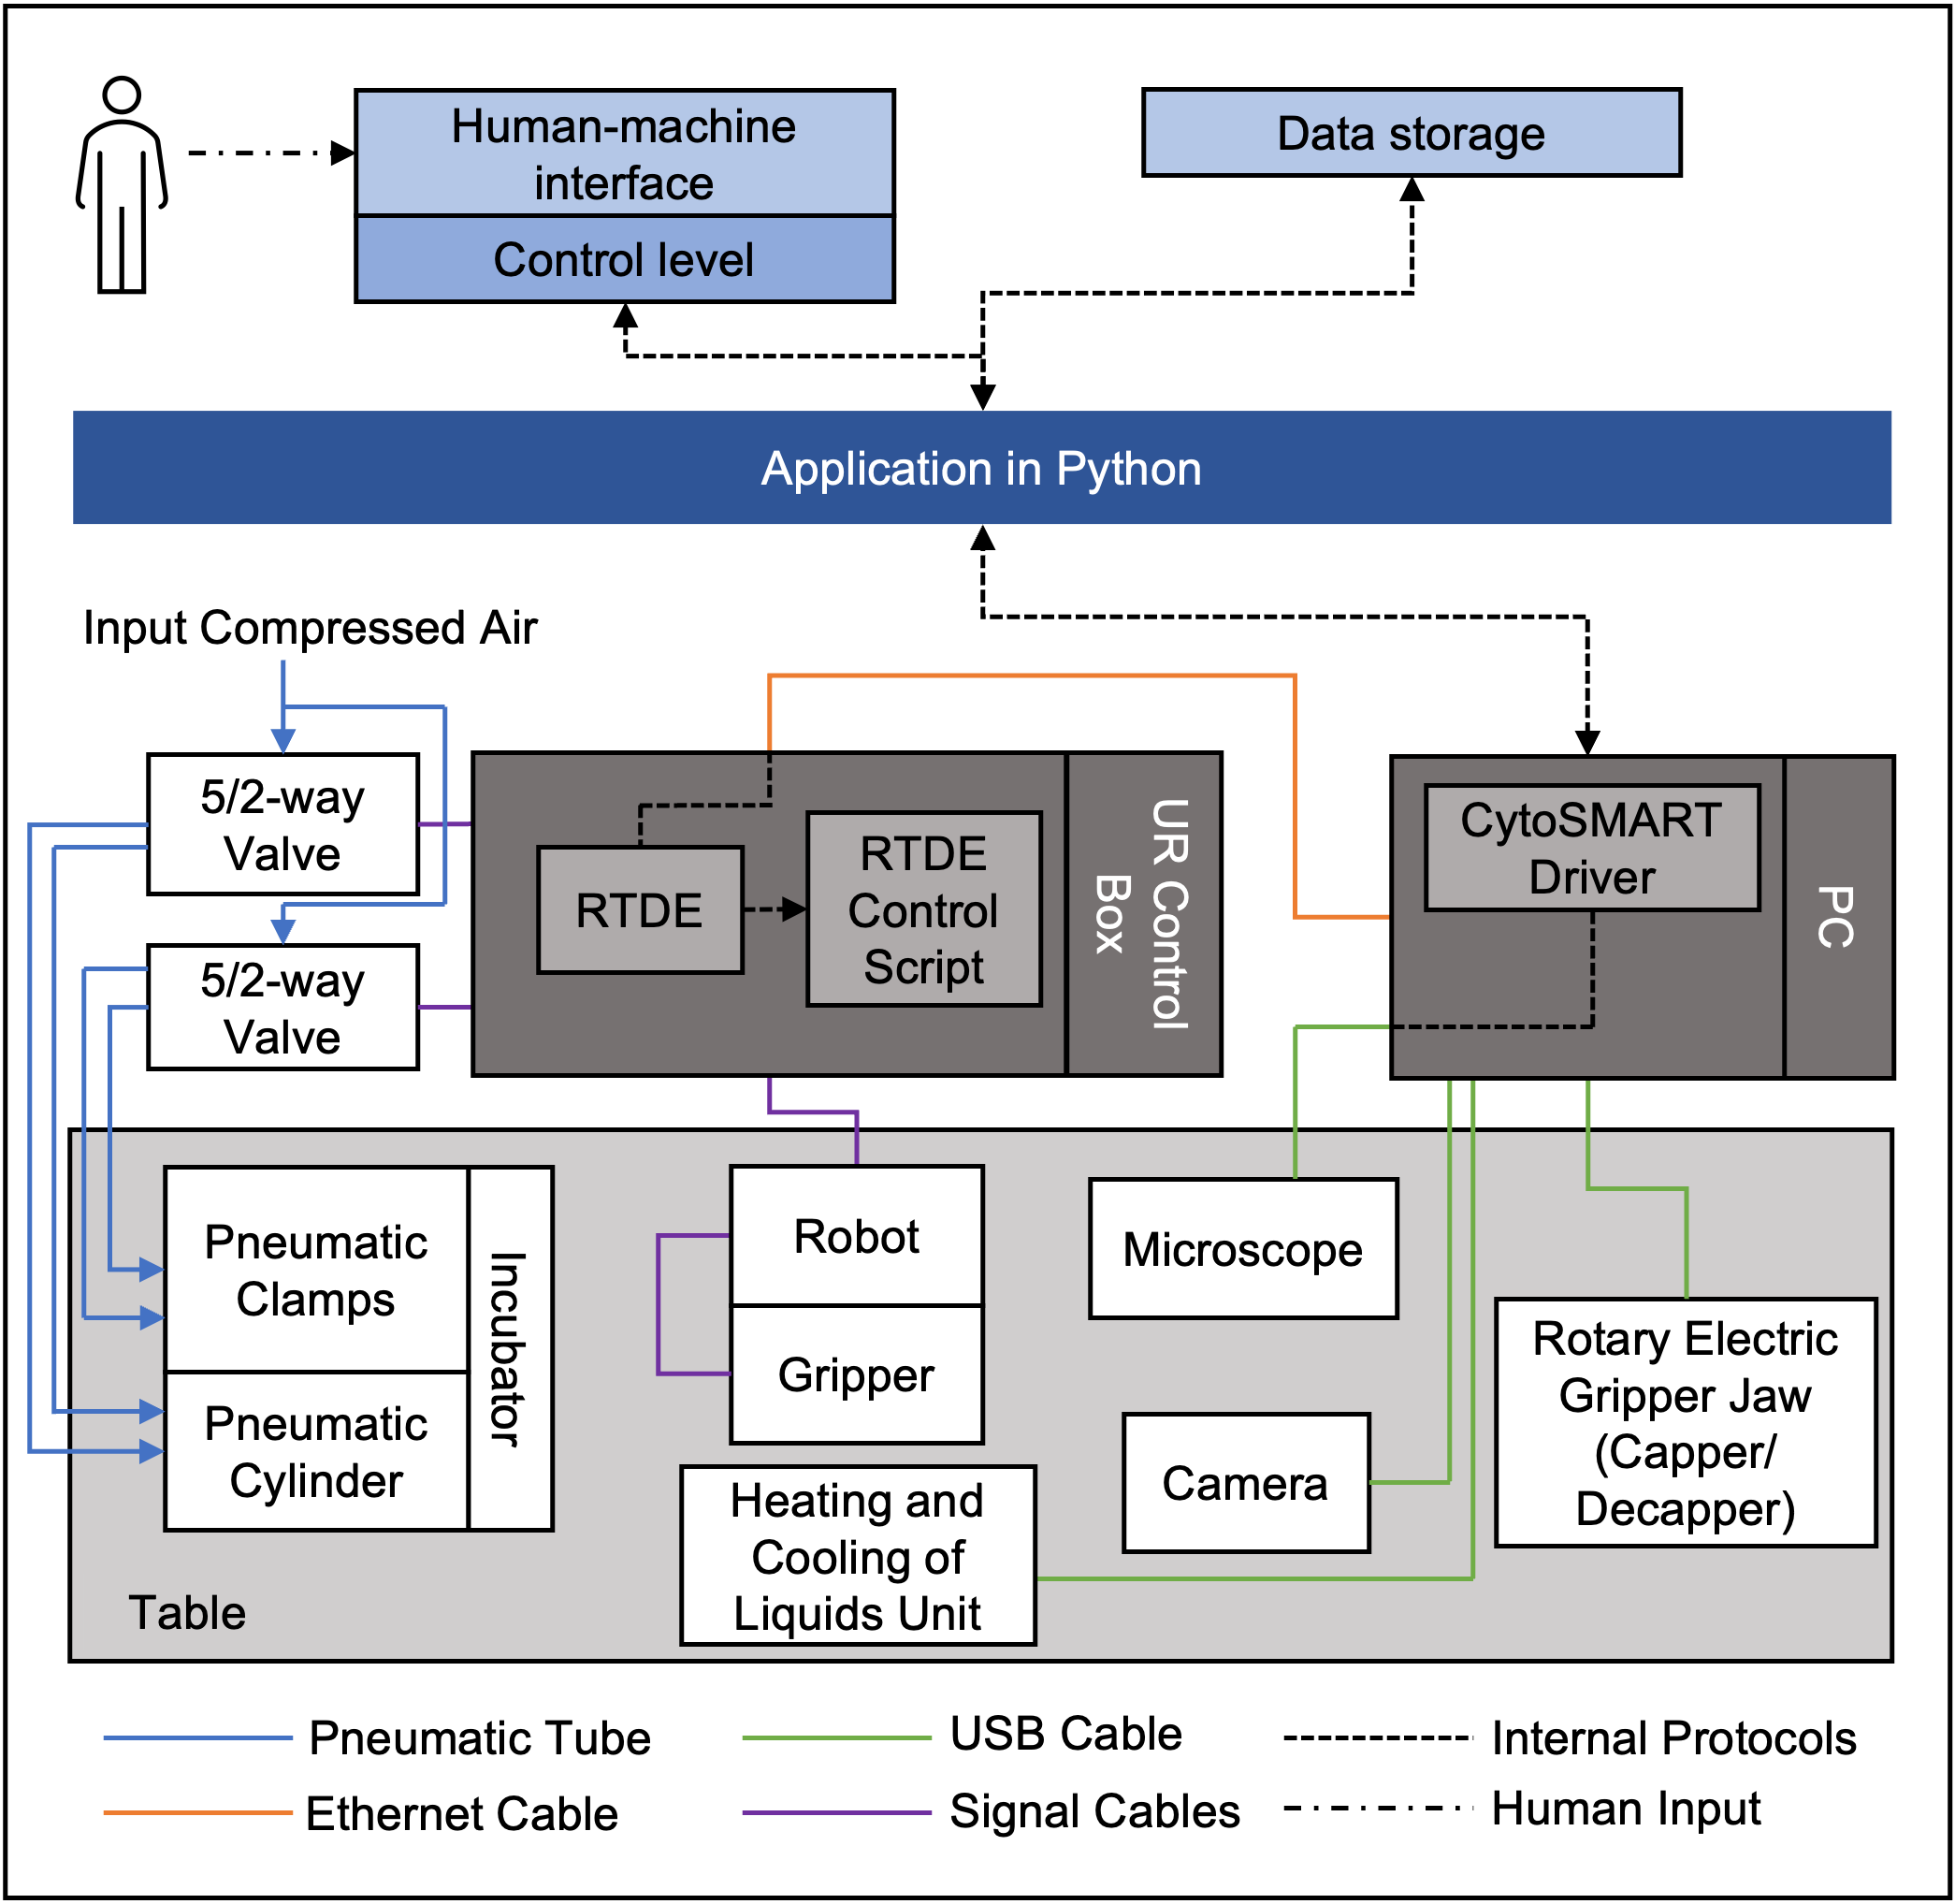 Human-machine
interface
Control level
Data storage
Application in Python
Input Compressed Air
5/2-way
Valve
5/2-way
Valve
RTDE
RTDE
Control
Script
UR Control
Box
CytoSMART
Driver
PC
Pneumatic
Clamps
Pneumatic
Cylinder
Incubator
Robot
Gripper
Heating and
Cooling of
Liquids Unit
Microscope
Camera
Rotary Electric
Gripper Jaw
(Capper/
Decapper)
Table
Pneumatic Tube
USB Cable
Internal Protocols
Ethernet Cable
Signal Cables
Human Input